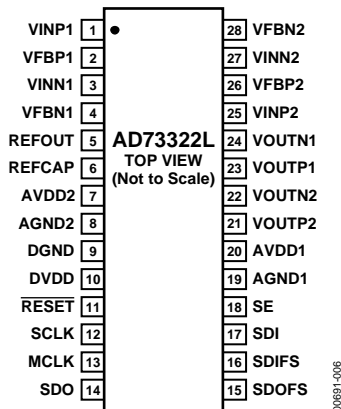 VINP1 1
VFBP1 2
VINN1 3
VFBN1 4
REFOUT 5
REFCAP 6
AVDD2 7
AGND2 8
DGND 9
DVDD 10
RESET 11
SCLK 12
MCLK 13
SDO 14
AD73322L
TOP VIEW
(Not to Scale)
28 VFBN2
27 VINN2
26 VFBP2
25 VINP2
24 VOUTN1
23 VOUTP1
22 VOUTN2
21 VOUTP2
20 AVDD1
19 AGND1
18 SE
17 SDI
16 SDIFS
15 SDOFS
00691-006